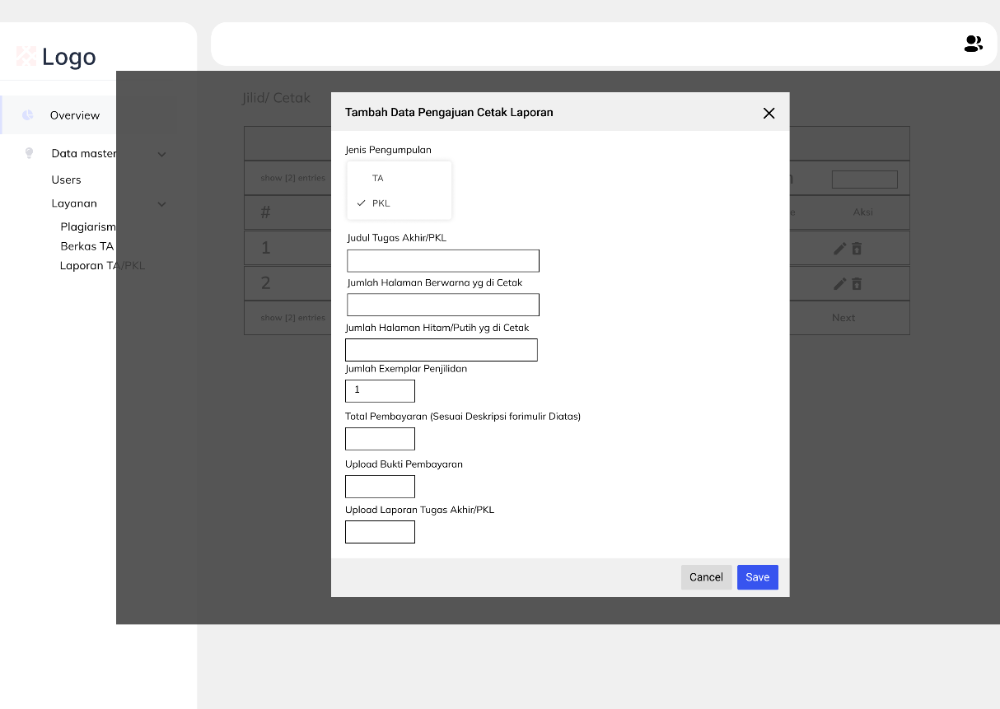 Logo
Overview
Data master
Users
Layanan
Plagiarism
Berkas TA
Laporan TA/PKL
Jilid/ Cetak
show [2] entries
#
Aksi
1
2
show [2] entries
Next
Tambah Data Pengajuan Cetak Laporan
Jenis Pengumpulan
TA
PKL
Judul Tugas Akhir/PKL
Jumlah Halaman Berwarna yg di Cetak
Jumlah Halaman Hitam/Putih yg di Cetak
Jumlah Exemplar Penjilidan
1
Total Pembayaran (Sesuai Deskripsi forimulir Diatas)
Upload Bukti Pembayaran
Upload Laporan Tugas Akhir/PKL
Cancel
Save